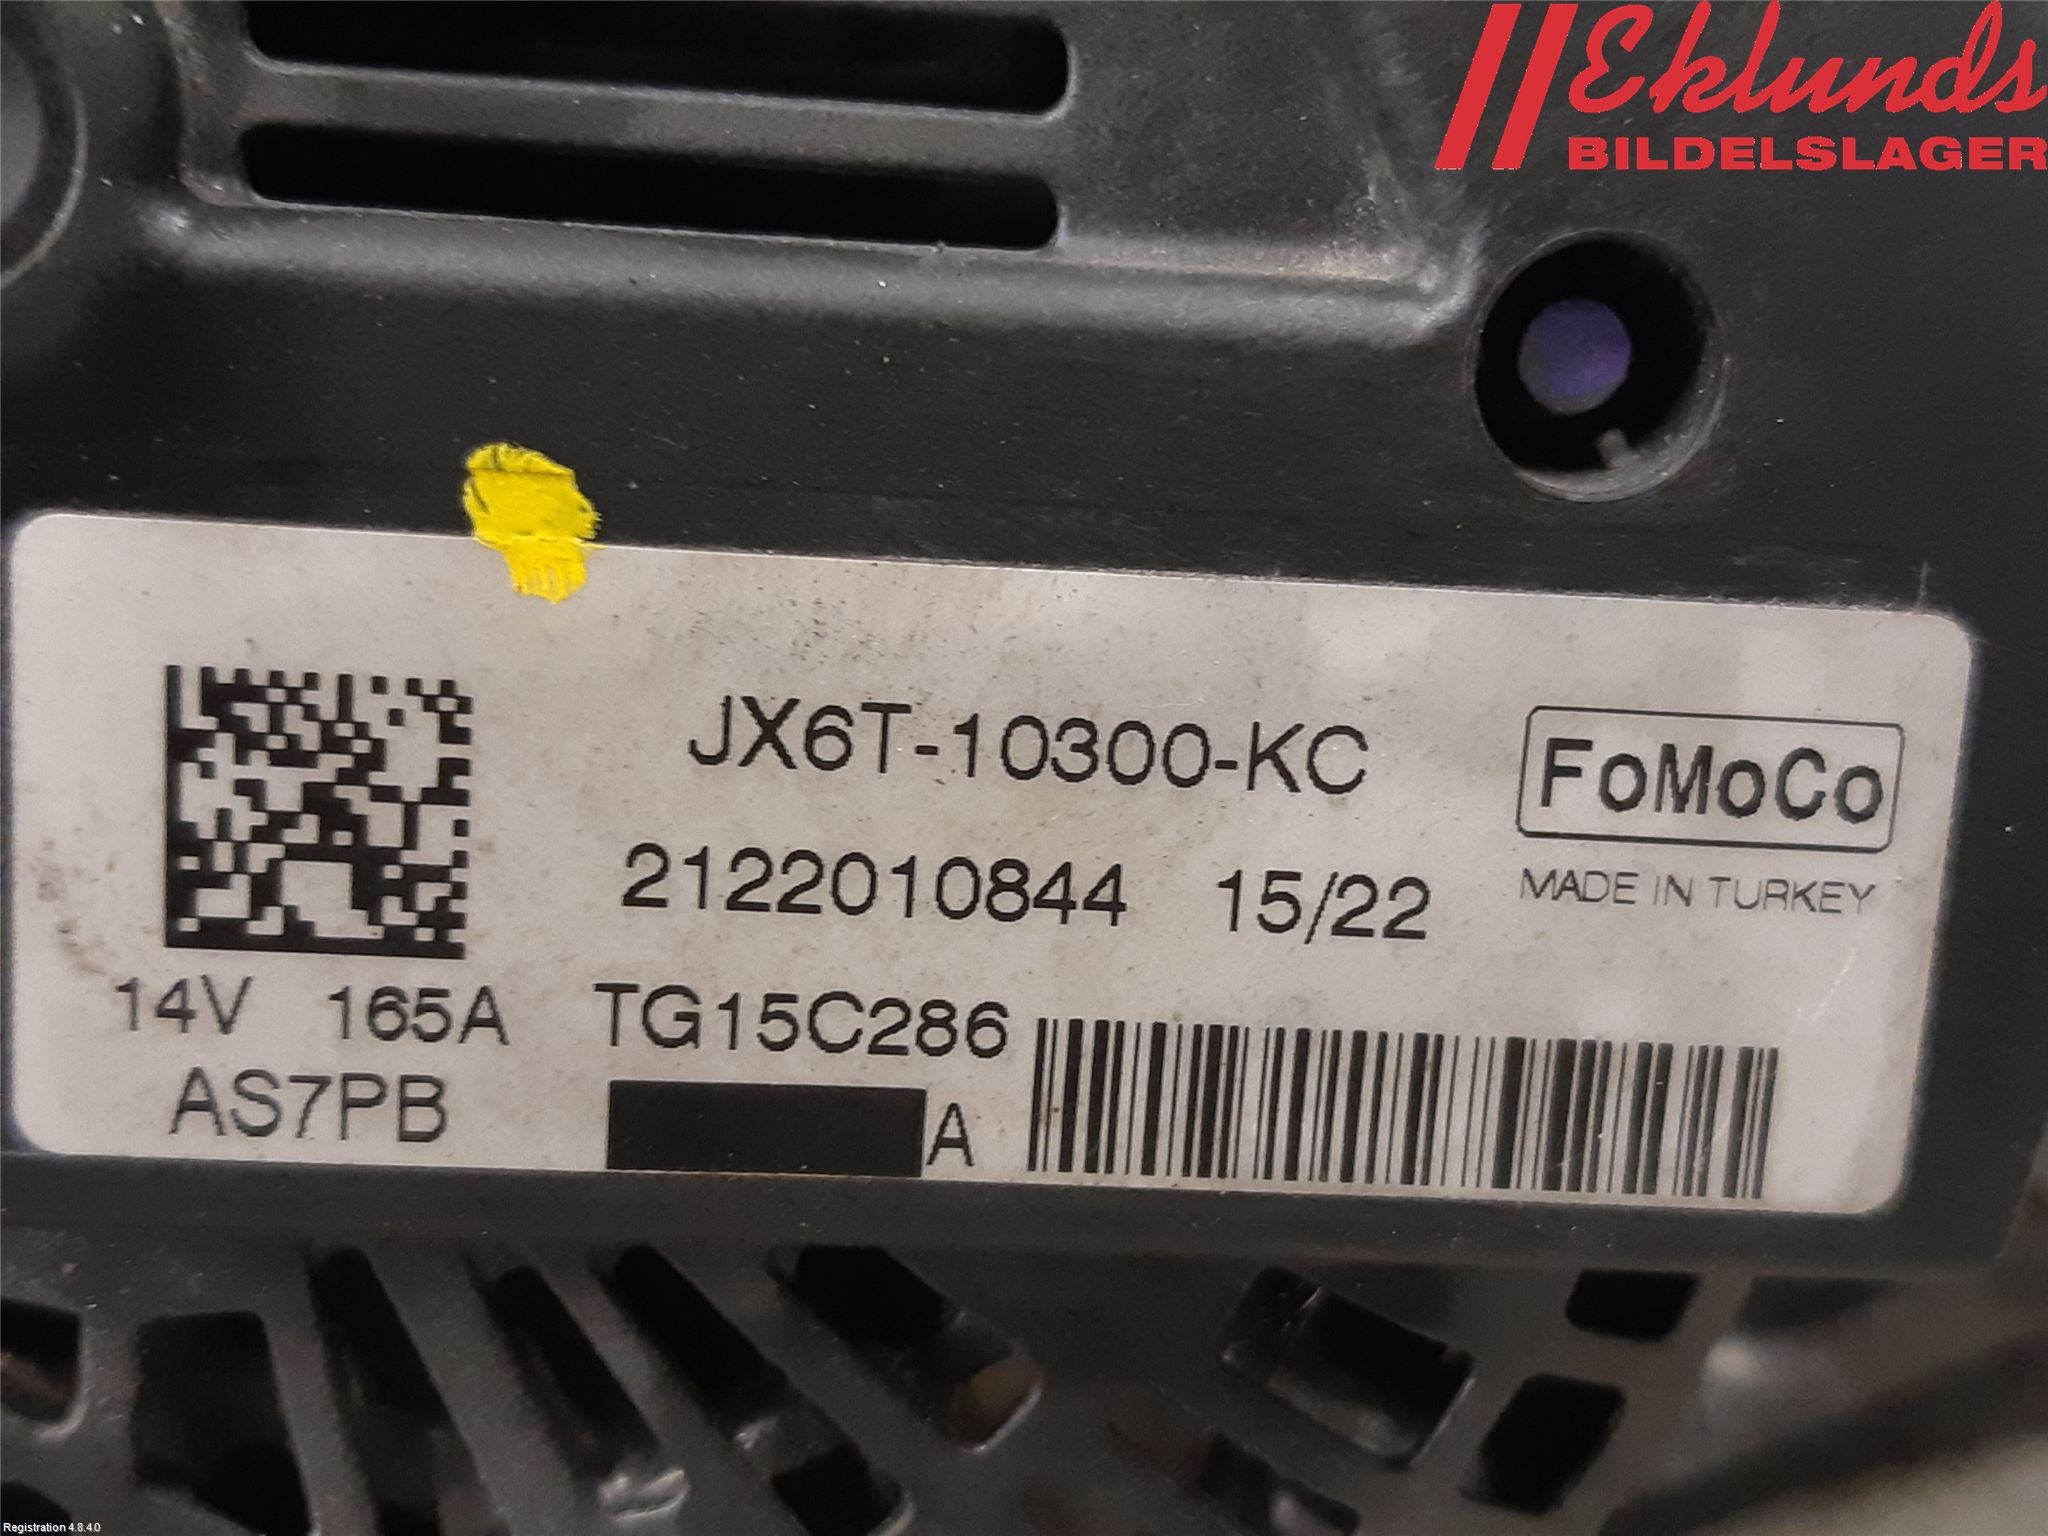 Eklunds
BILDELSLAGER
JX6T-10300-KC
FoMoCo
2122010844 15/22
MADE IN TURKEY
14V 165A TG15C286
AS7PB
A
Registration 4.8.4.0